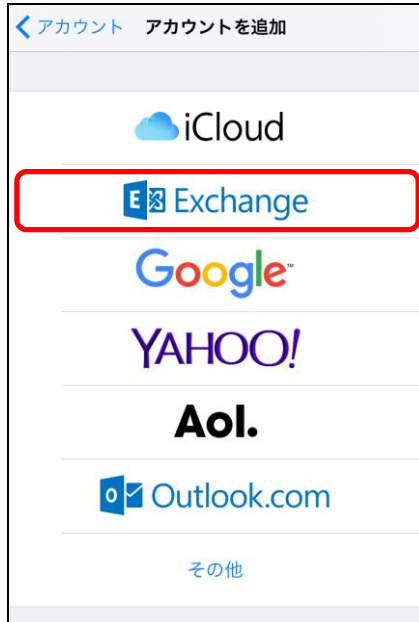 アカウント アカウントを追加
iCloud
E Exchange
Google™
YAHOO!
Aol.
o Outlook.com
その他